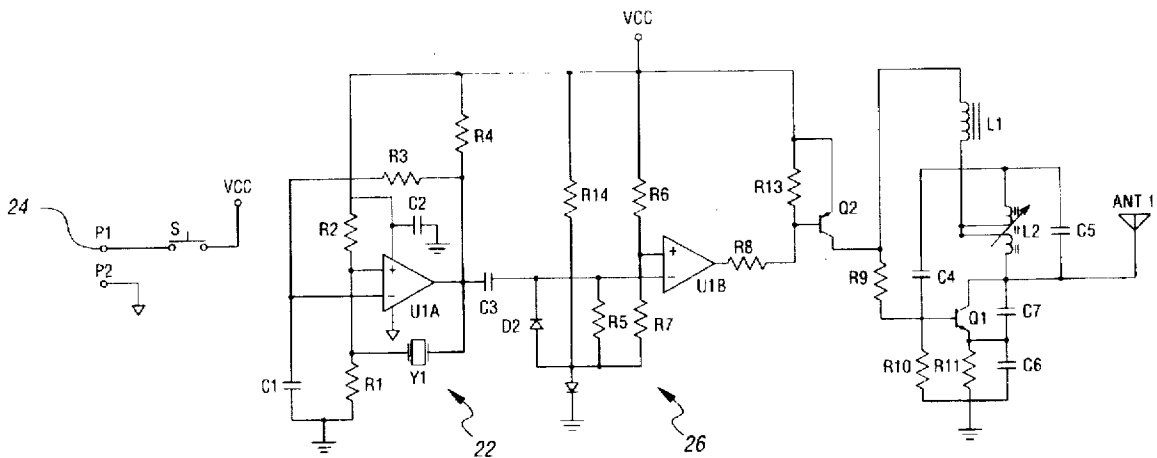 VCC
R4
R3
L1
24
P1
S
VCC
R2
C2
R14
R6
R13
Q2
ANT 1
L2
C5
P2
+
-
U1A
C3
+
-
U1B
R8
R9
C4
D2
R5
R7
Q1
C7
C1
R1
Y1
R10
R11
C6
22
26